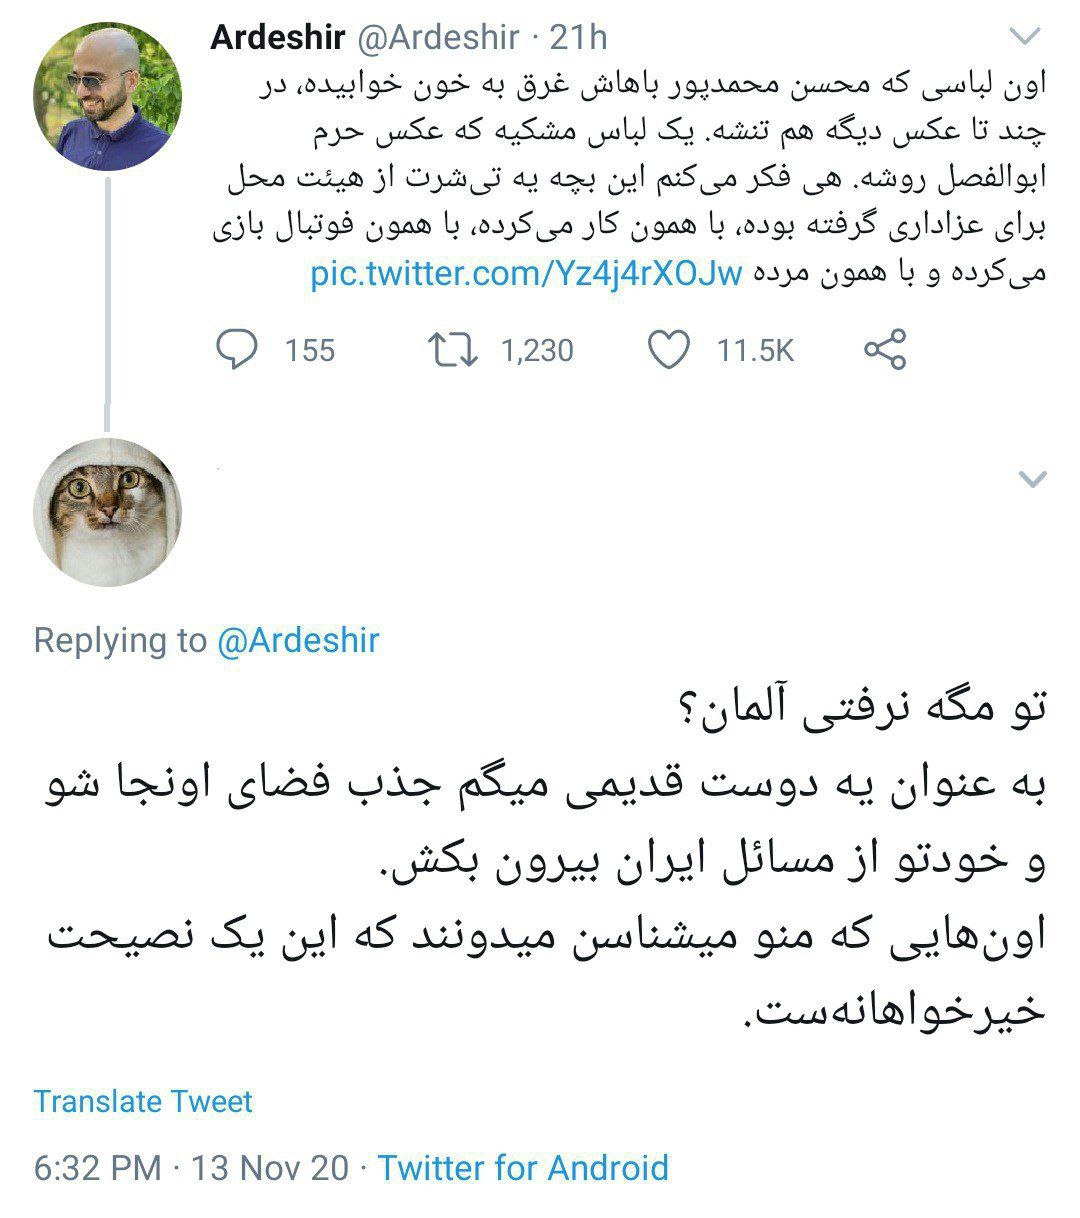 Ardeshir @Ardeshir · 21h
اون لباسی که محسن محمدپور باهاش غرق به خون خوابیده، در
چند تا عکس دیگه هم تنشه. یک لباس مشکیه که عکس حرم
ابوالفصل روشه. هی فکر می‌کنم این بچه یه تی‌شرت از هیئت محل
برای عزاداری گرفته بوده، با همون کار می‌کرده، با همون فوتبال بازی
می‌کرده و با همون مرده pic.twitter.com/Yz4j4rXOJw
155 1,230 11.5K
Replying to @Ardeshir
تو مگه نرفتی آلمان؟
به عنوان یه دوست قدیمی میگم جذب فضای اونجا شو
و خودتو از مسائل ایران بیرون بکش.
اون‌هایی که منو میشناسن میدونند که این یک نصیحت
خیرخواهانه‌ست.
Translate Tweet
6:32 PM · 13 Nov 20 · Twitter for Android